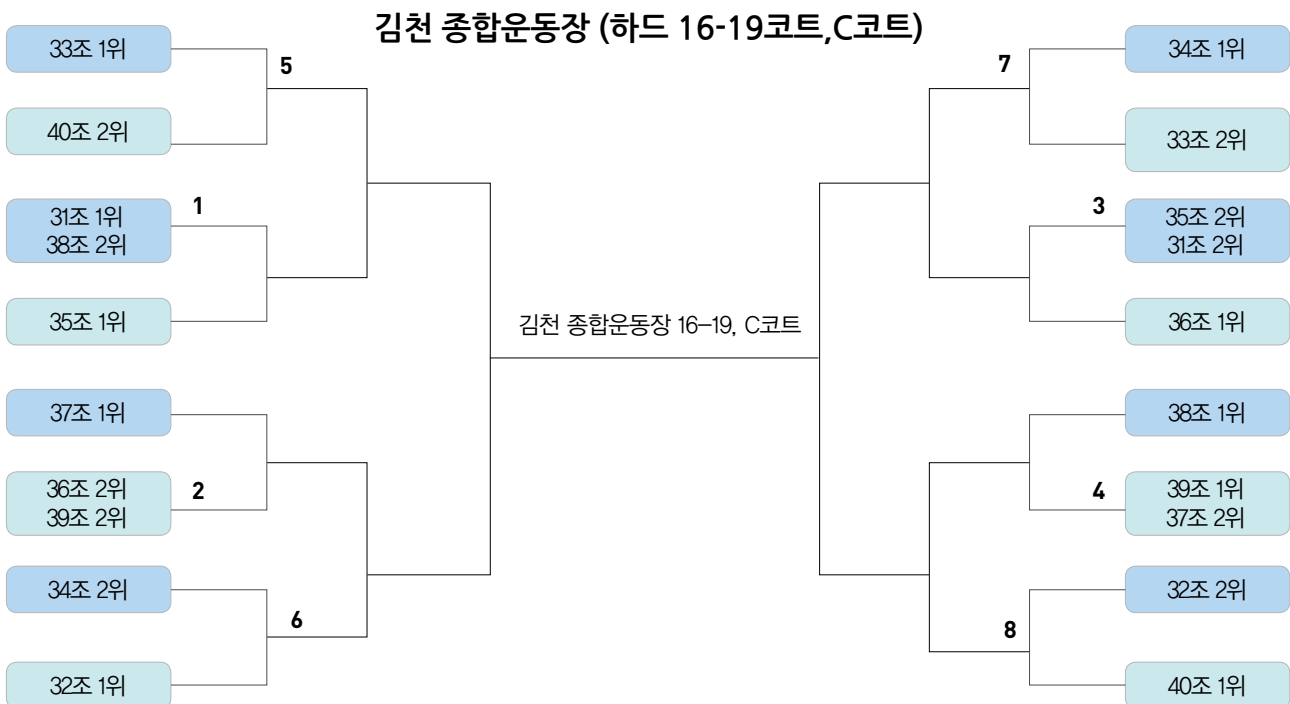 김천 종합운동장 (하드 16-19코트,C코트)
33조 1위
5
40조 2위
31조 1위
38조 2위
1
35조 1위
37조 1위
36조 2위
39조 2위
2
34조 2위
6
32조 1위
김천 종합운동장 16-19, C코트
7
34조 1위
33조 2위
3
35조 2위
31조 2위
36조 1위
38조 1위
4
39조 1위
37조 2위
32조 2위
8
40조 1위